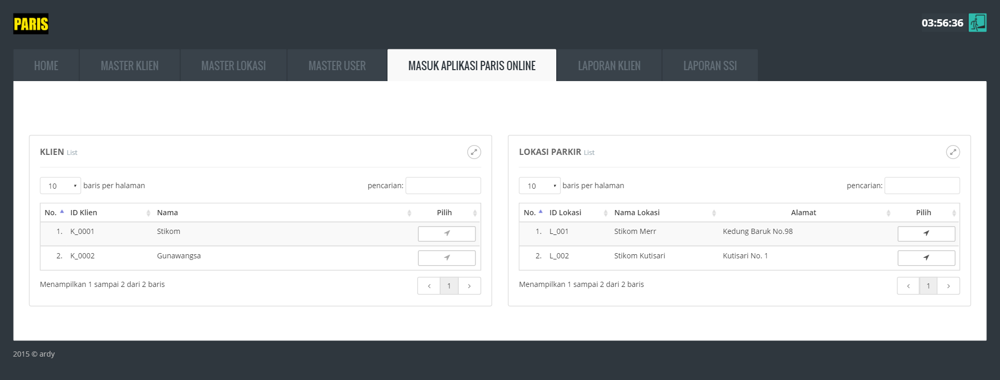 PARIS
03:56:36
HOME MASTER KLIEN MASTER LOKASI MASTER USER MASUK APLIKASI PARIS ONLINE LAPORAN KLIEN LAPORAN SSI
KLIEN List
10 baris per halaman pencarian:
No. ID Klien Nama Pilih
1. K_0001 Stikom
2. K_0002 Gunawangsa
Menampilkan 1 sampai 2 dari 2 baris
‹ 1 ›
LOKASI PARKIR List
10 baris per halaman pencarian:
No. ID Lokasi Nama Lokasi Alamat Pilih
1. L_001 Stikom Merr Kedung Baruk No.98
2. L_002 Stikom Kutisari Kutisari No. 1
Menampilkan 1 sampai 2 dari 2 baris
‹ 1 ›
2015 © ardy